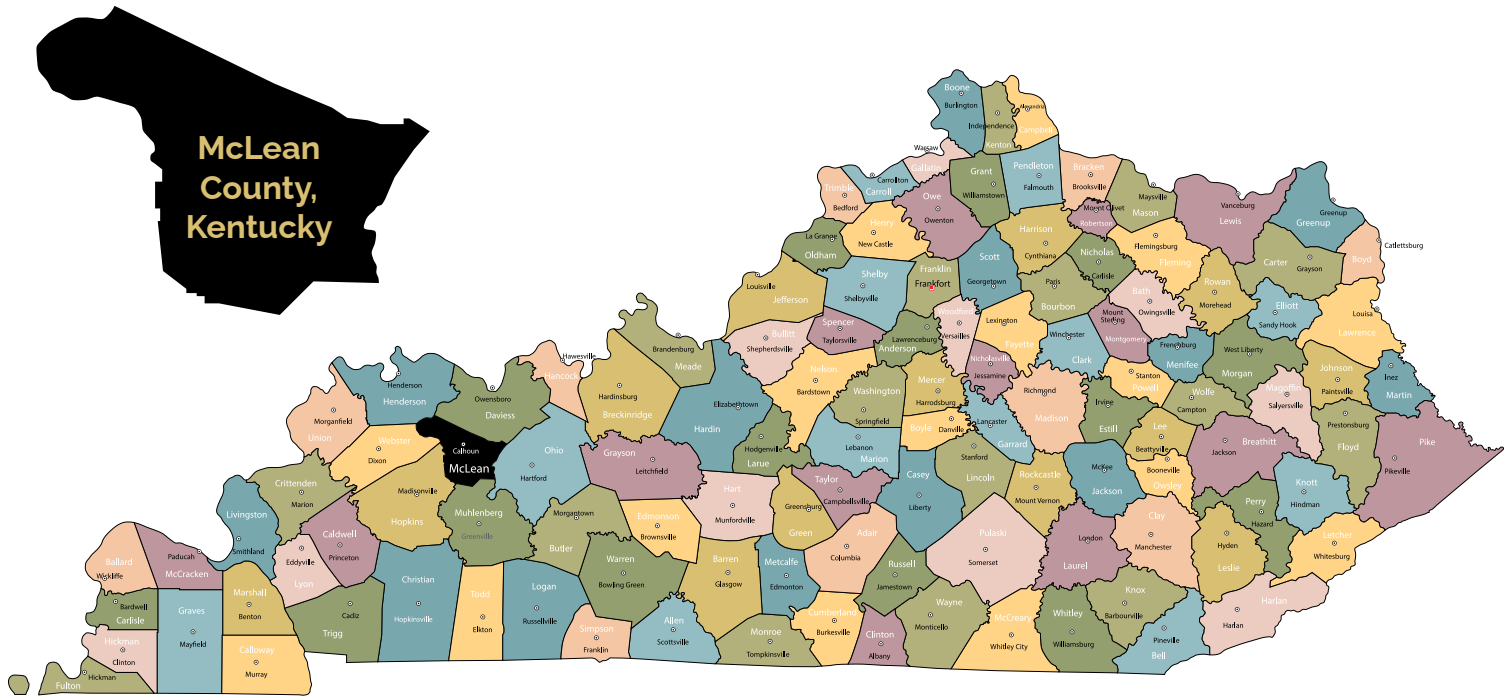 McLean
County,
Kentucky
Boone
Burlington
Alexandria
Campbell
Independence
Kenton
Warsaw
Gallatin
Carrollton
Carroll
Trimble
Bedford
Grant
Williamstown
Pendleton
Falmouth
Bracken
Brooksville
Mount Olivet
Robertson
Maysville
Mason
Vanceburg
Lewis
Greenup
Greenup
Catlettsburg
Boyd
Owe
Owenton
Henry
New Castle
La Grange
Oldham
Harrison
Cynthiana
Flemingsburg
Fleming
Nicholas
Carlisle
Carter
Grayson
Rowan
Morehead
Elliott
Sandy Hook
Louisa
Lawrence
Louisville
Jefferson
Shelby
Shelbyville
Franklin
Frankfort
Scott
Georgetown
Paris
Bourbon
Bath
Owingsville
Mount
Sterling
Montgomery
Bullitt
Shepherdsville
Spencer
Taylorsville
Lawrenceburg
Anderson
Woodford
Versailles
Lexington
Fayette
Winchester
Clark
Frenchburg
Menifee
West Liberty
Morgan
Johnson
Paintsville
Inez
Martin
Brandenburg
Meade
Hawesville
Hancock
Hardinsburg
Breckinridge
Elizabethtown
Hardin
Nelson
Bardstown
Washington
Springfield
Mercer
Harrodsburg
Nicholasville
Jessamine
Richmond
Madison
Stanton
Powell
Wolfe
Campton
Magoffin
Salyersville
Prestonsburg
Floyd
Pike
Pikeville
Henderson
Henderson
Owensboro
Daviess
Morganfield
Union
Webster
Dixon
Calhoun
McLean
Ohio
Hartford
Grayson
Leitchfield
Hodgenville
Larue
Lebanon
Marion
Boyle
Danville
Lancaster
Garrard
Irvine
Estill
Lee
Beattyville
Booneville
Owsley
Breathitt
Jackson
Knott
Hindman
Crittenden
Marion
Madisonville
Hopkins
Muhlenberg
Greenville
Morgantown
Butler
Edmonson
Brownsville
Hart
Munfordville
Greensburg
Green
Taylor
Campbellsville
Casey
Liberty
Stanford
Lincoln
Rockcastle
Mount Vernon
McKee
Jackson
Clay
Manchester
Perry
Hazard
Hyden
Leslie
Letcher
Whitesburg
Livingston
Smithland
Caldwell
Princeton
Eddyville
Lyon
Ballard
Wickliffe
Paducah
McCracken
Bardwell
Carlisle
Graves
Mayfield
Marshall
Benton
Hickman
Clinton
Hickman
Fulton
Calloway
Murray
Cadiz
Trigg
Christian
Hopkinsville
Todd
Elkton
Logan
Russellville
Warren
Bowling Green
Simpson
Franklin
Allen
Scottsville
Barren
Glasgow
Metcalfe
Edmonton
Monroe
Tompkinsville
Adair
Columbia
Cumberland
Burkesville
Russell
Jamestown
Clinton
Albany
Pulaski
Somerset
Wayne
Monticello
McCreary
Whitley City
London
Laurel
Whitley
Williamsburg
Knox
Barbourville
Pineville
Bell
Harlan
Harlan